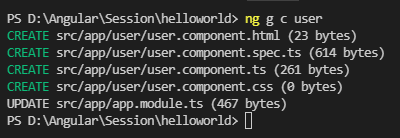 PS D:\Angular\Session\helloworld> ng g c user
CREATE src/app/user/user.component.html (23 bytes)
CREATE src/app/user/user.component.spec.ts (614 bytes)
CREATE src/app/user/user.component.ts (261 bytes)
CREATE src/app/user/user.component.css (0 bytes)
UPDATE src/app/app.module.ts (467 bytes)
PS D:\Angular\Session\helloworld>